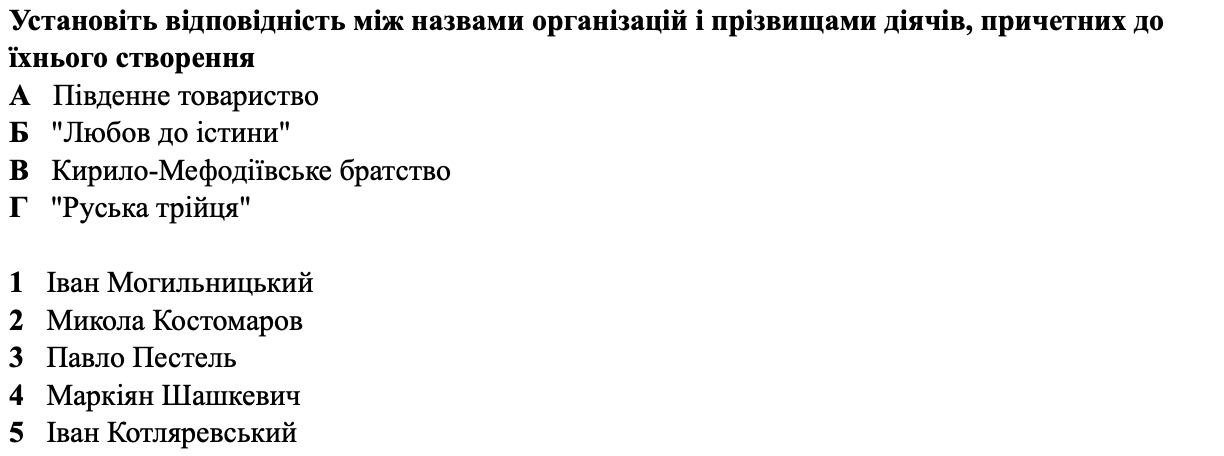 Установіть відповідність між назвами організацій і прізвищами діячів, причетних до
їхнього створення
А Південне товариство
Б "Любов до істини"
В Кирило-Мефодіївське братство
Г "Руська трійця"
1 Іван Могильницький
2 Микола Костомаров
3 Павло Пестель
4 Маркіян Шашкевич
5 Іван Котляревський